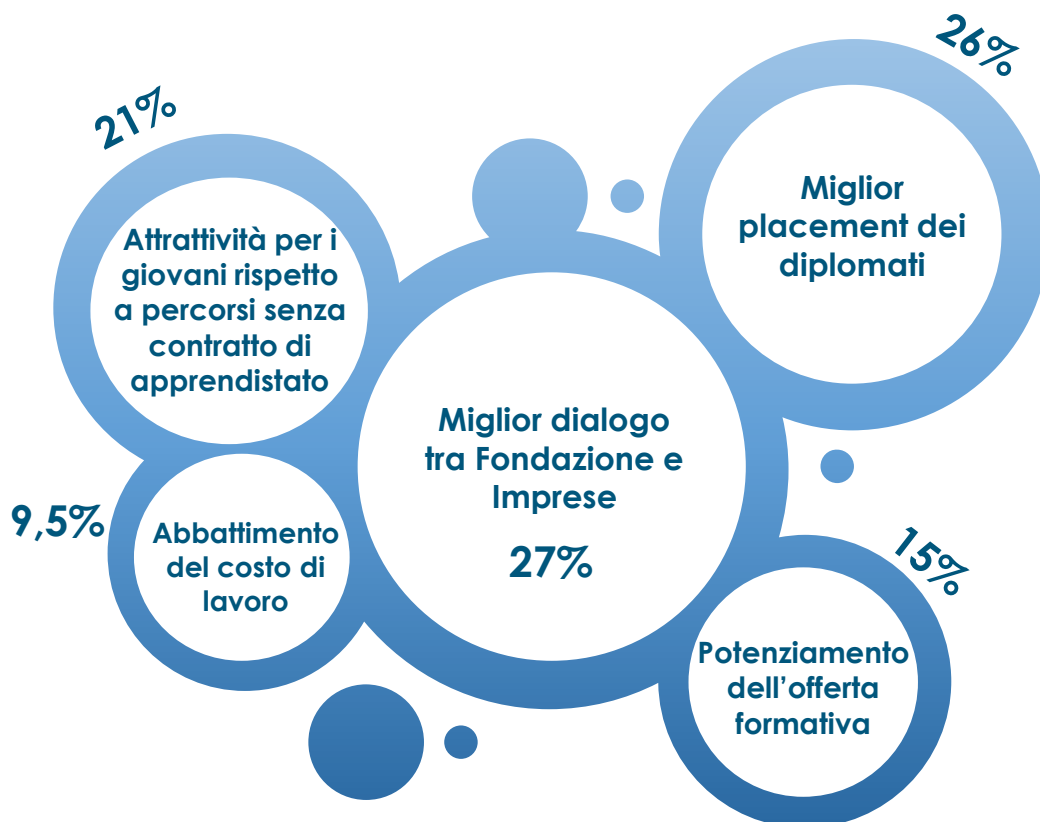 21%
Attrattività per i
giovani rispetto
a percorsi senza
contratto di
apprendistato
26%
Miglior
placement dei
diplomati
Miglior dialogo
tra Fondazione e
Imprese
27%
9,5%
Abbattimento
del costo di
lavoro
15%
Potenziamento
dell’offerta
formativa